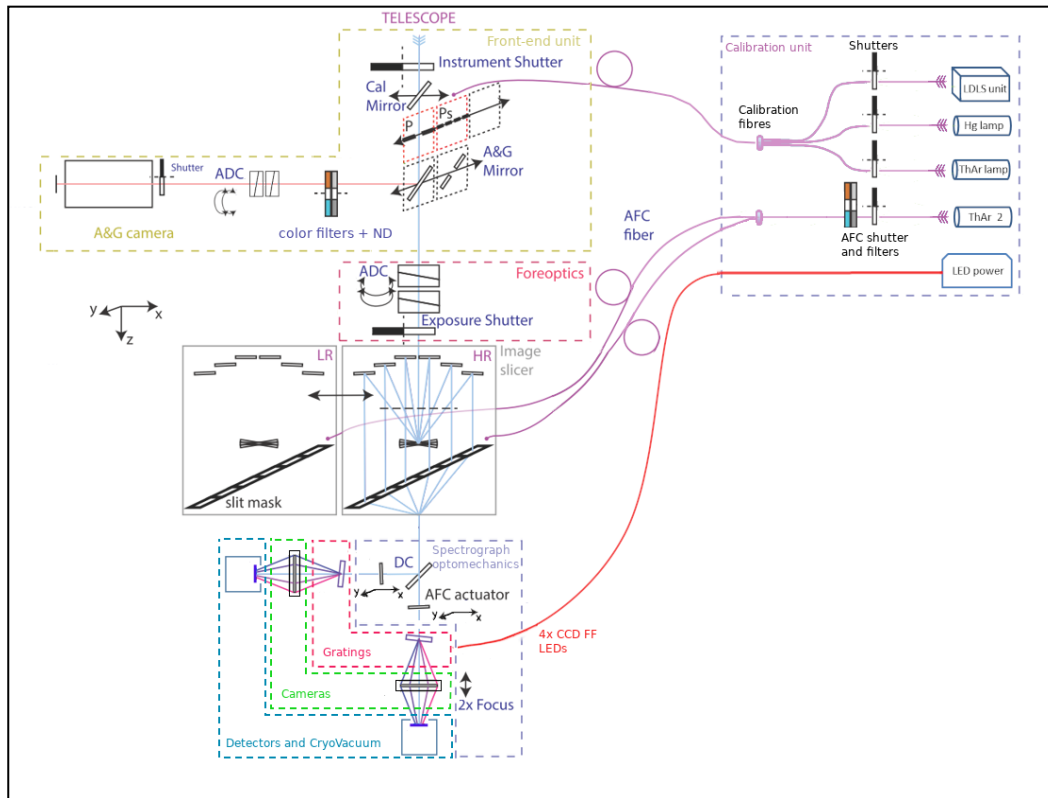 TELESCOPE
Front-end unit
Instrument Shutter
Cal
Mirror
P
Ps
A&G
Mirror
Shutter
ADC
A&G camera
color filters + ND
Calibration unit
Shutters
LDLS unit
Calibration
fibres
Hg lamp
ThAr lamp
ThAr 2
AFC shutter
and filters
LED power
AFC
fiber
ADC
Foreoptics
Exposure Shutter
y
x
z
LR
HR
Image
slicer
slit mask
DC
Spectrograph
optomechanics
y
x
AFC actuator
y
x
4x CCD FF
LEDs
Gratings
Cameras
2x Focus
Detectors and CryoVacuum